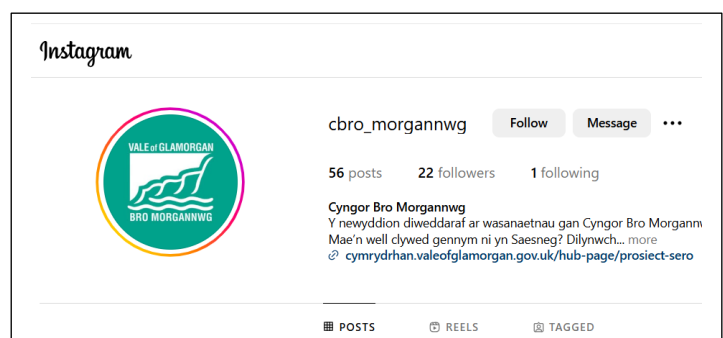 Instagram
VALE of GLAMORGAN
BRO MORGANNWG
cbro_morgannwg Follow Message
56 posts 22 followers 1 following
Cyngor Bro Morgannwg
Y newyddion diweddaraf ar wasanaetnau gan Cyngor Bro Morgannw
Mae'n well clywed gennym ni yn Saesneg? Dilynwch... more
cymrydrhan.valeofglamorgan.gov.uk/hub-page/prosiect-sero
POSTS REELS TAGGED